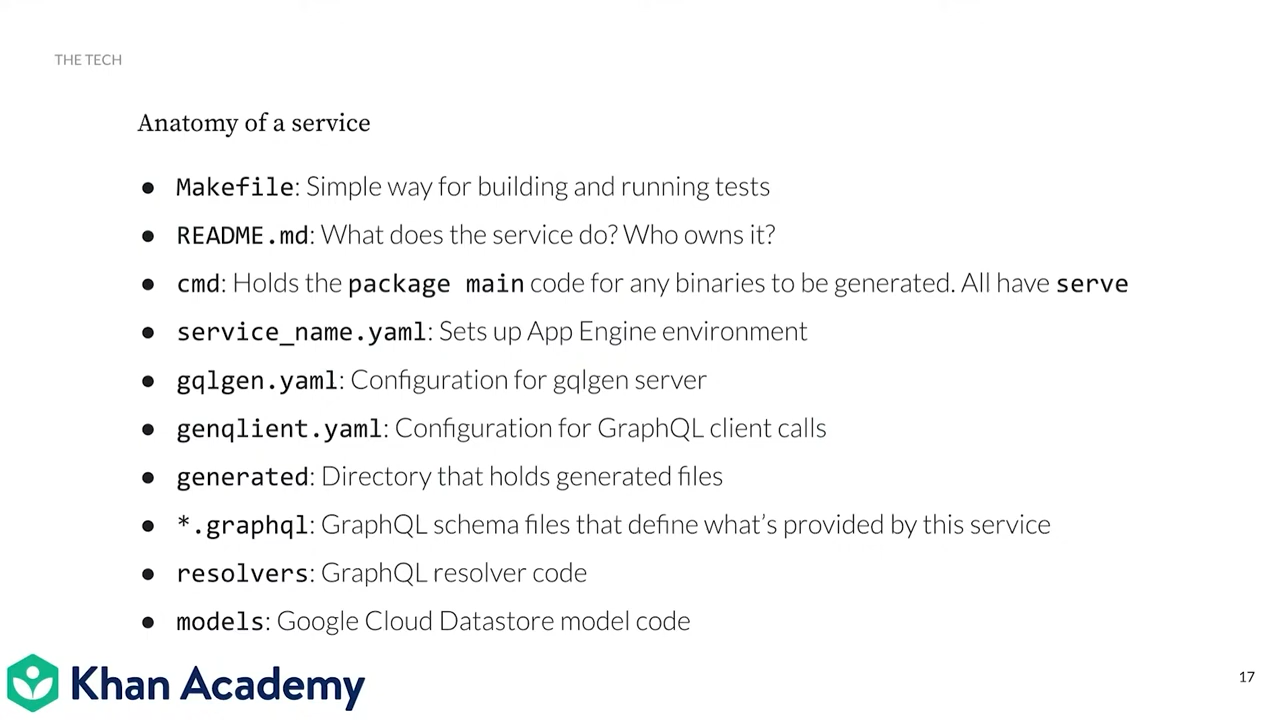 THE TECH
Anatomy of a service
● Makefile: Simple way for building and running tests
● README.md: What does the service do? Who owns it?
● cmd: Holds the package main code for any binaries to be generated. All have serve
● service_name.yaml: Sets up App Engine environment
● gqlgen.yaml: Configuration for gqlgen server
● genqlient.yaml: Configuration for GraphQL client calls
● generated: Directory that holds generated files
● *.graphql: GraphQL schema files that define what’s provided by this service
● resolvers: GraphQL resolver code
● models: Google Cloud Datastore model code
Khan Academy
17